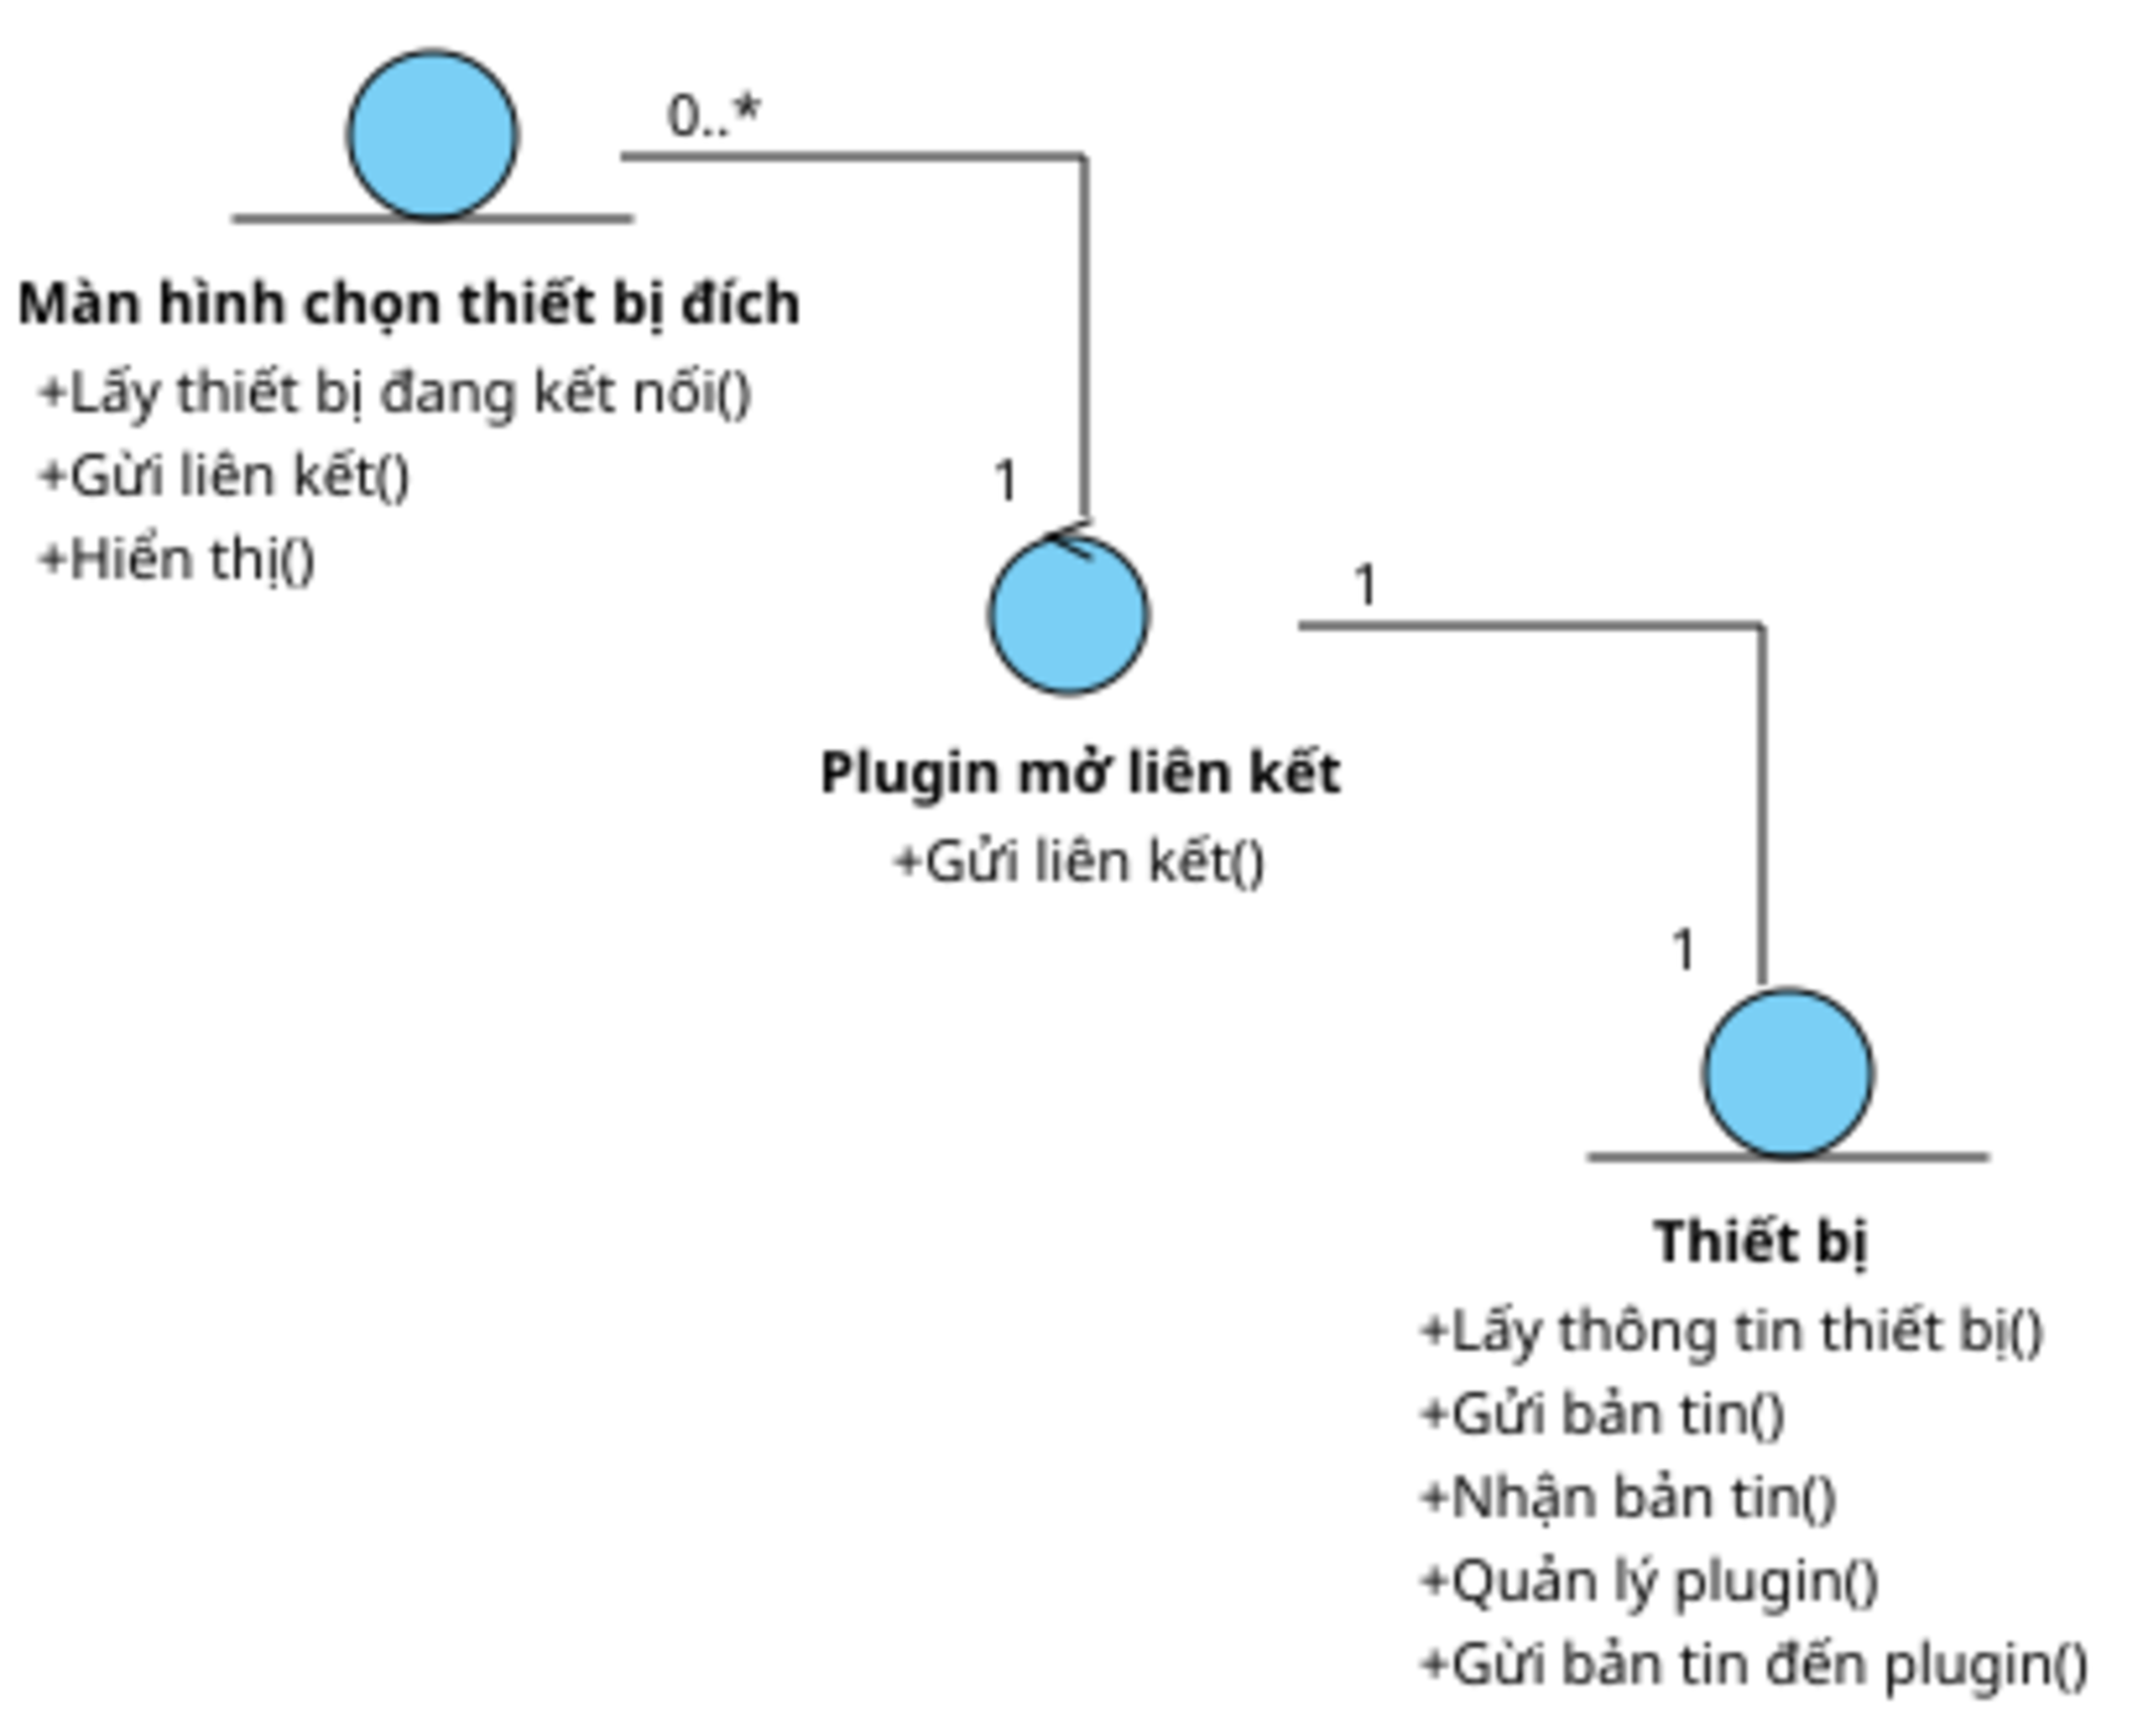 0..*
Màn hình chọn thiết bị đích
+Lấy thiết bị đang kết nối()
+Gừi liên kết()
+Hiển thị()
1
1
Plugin mở liên kết
+Gửi liên kết()
1
Thiết bị
+Lấy thông tin thiết bị()
+Gửi bản tin()
+Nhận bản tin()
+Quản lý plugin()
+Gừi bản tin đến plugin()